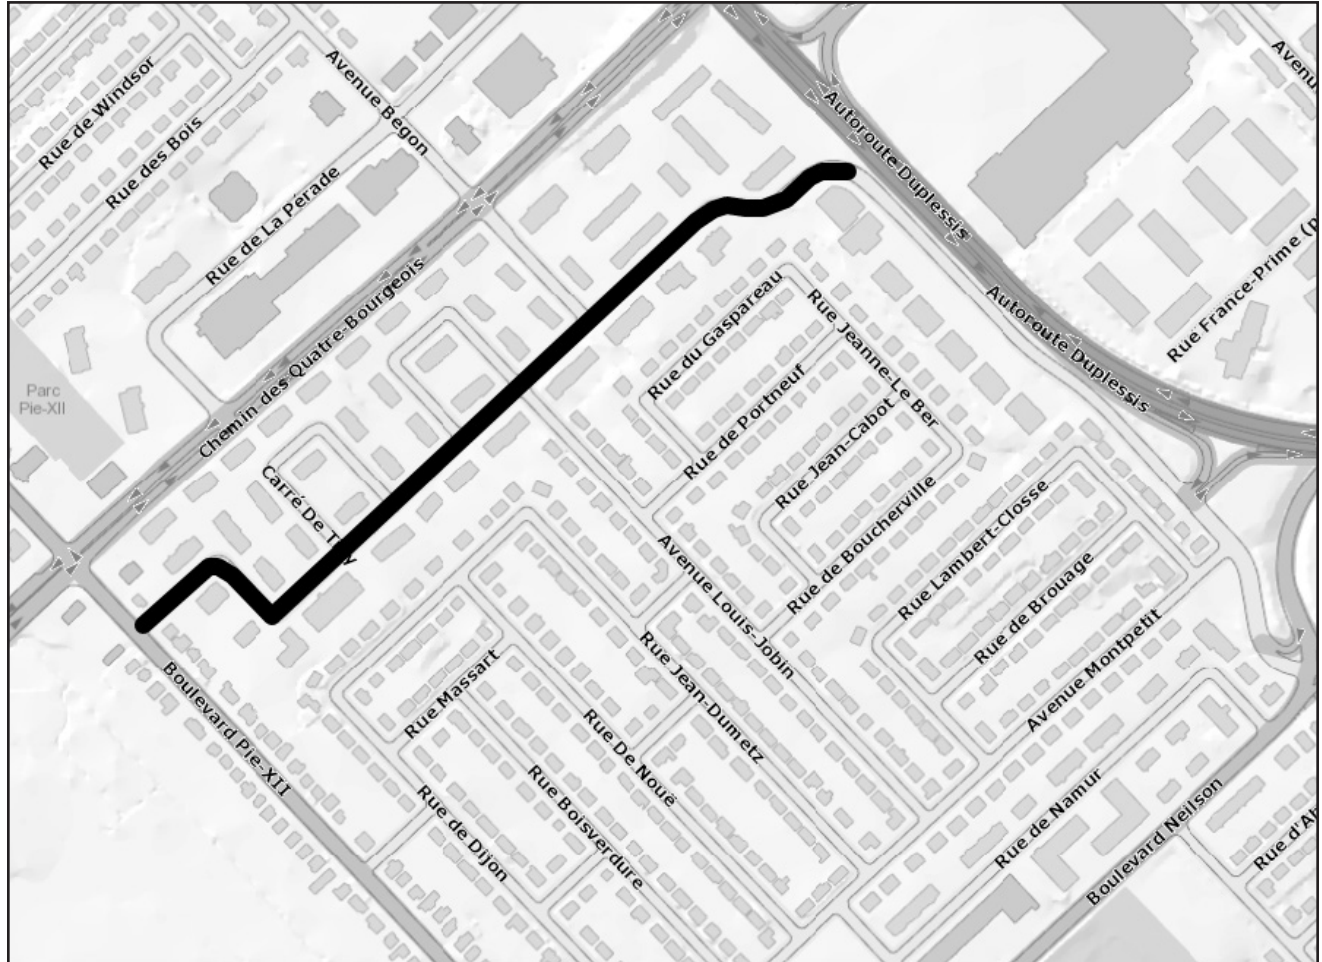 Rue de Windsor
Rue des Bois
Avenue Begon
Rue de La Perade
Chemin des Quatre-Bourgeois
Parc
Pie-XII
Autoroute Duplessis
Autoroute Duplessis
Rue France-Prime
Rue du Gaspareau
Rue Jeanne-Le Ber
Rue de Portneuf
Rue Jean-Cabot
Rue de Boucherville
Carré De
Avenue Louis-Jobin
Rue Lambert-Closse
Rue de Brouage
Avenue Montpetit
Rue Massart
Rue Jean-Dumetz
Boulevard Pie-XII
Rue De Nouë
Rue Boisverdure
Rue de Dijon
Rue de Namur
Boulevard Neilson